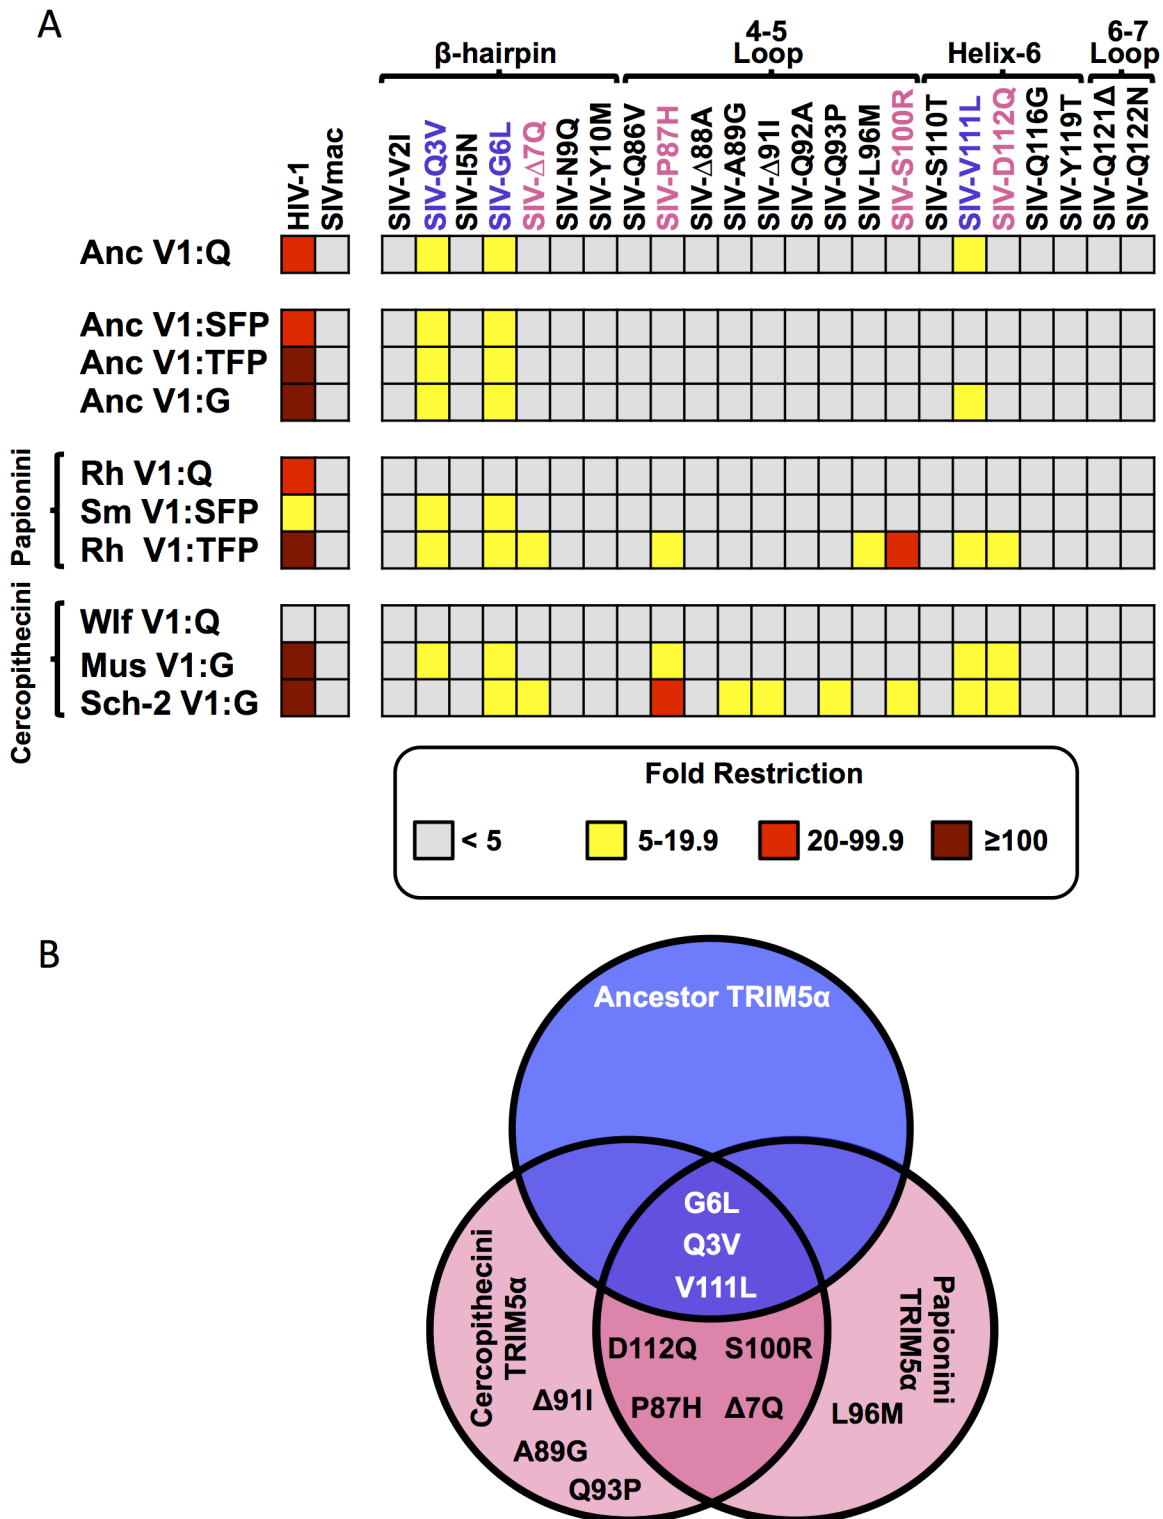 A
β-hairpin
4-5
Loop
Helix-6
6-7
Loop
HIV-1
SIVmac
SIV-V2I
SIV-Q3V
SIV-I5N
SIV-G6L
SIV-Δ7Q
SIV-N9Q
SIV-Y10M
SIV-Q86V
SIV-P87H
SIV-Δ88A
SIV-A89G
SIV-Δ91I
SIV-Q92A
SIV-Q93P
SIV-L96M
SIV-S100R
SIV-S110T
SIV-V111L
SIV-D112Q
SIV-Q116G
SIV-Y119T
SIV-Q121Δ
SIV-Q122N
Anc V1:Q
Anc V1:SFP
Anc V1:TFP
Anc V1:G
Papionini
Rh V1:Q
Sm V1:SFP
Rh V1:TFP
Cercopithecini
Wlf V1:Q
Mus V1:G
Sch-2 V1:G
Fold Restriction
< 5
5-19.9
20-99.9
≥100
B
Ancestor TRIM5α
G6L
Q3V
V111L
Cercopithecini
TRIM5α
Papionini
TRIM5α
D112Q S100R
P87H Δ7Q
Δ91I
A89G
Q93P
L96M